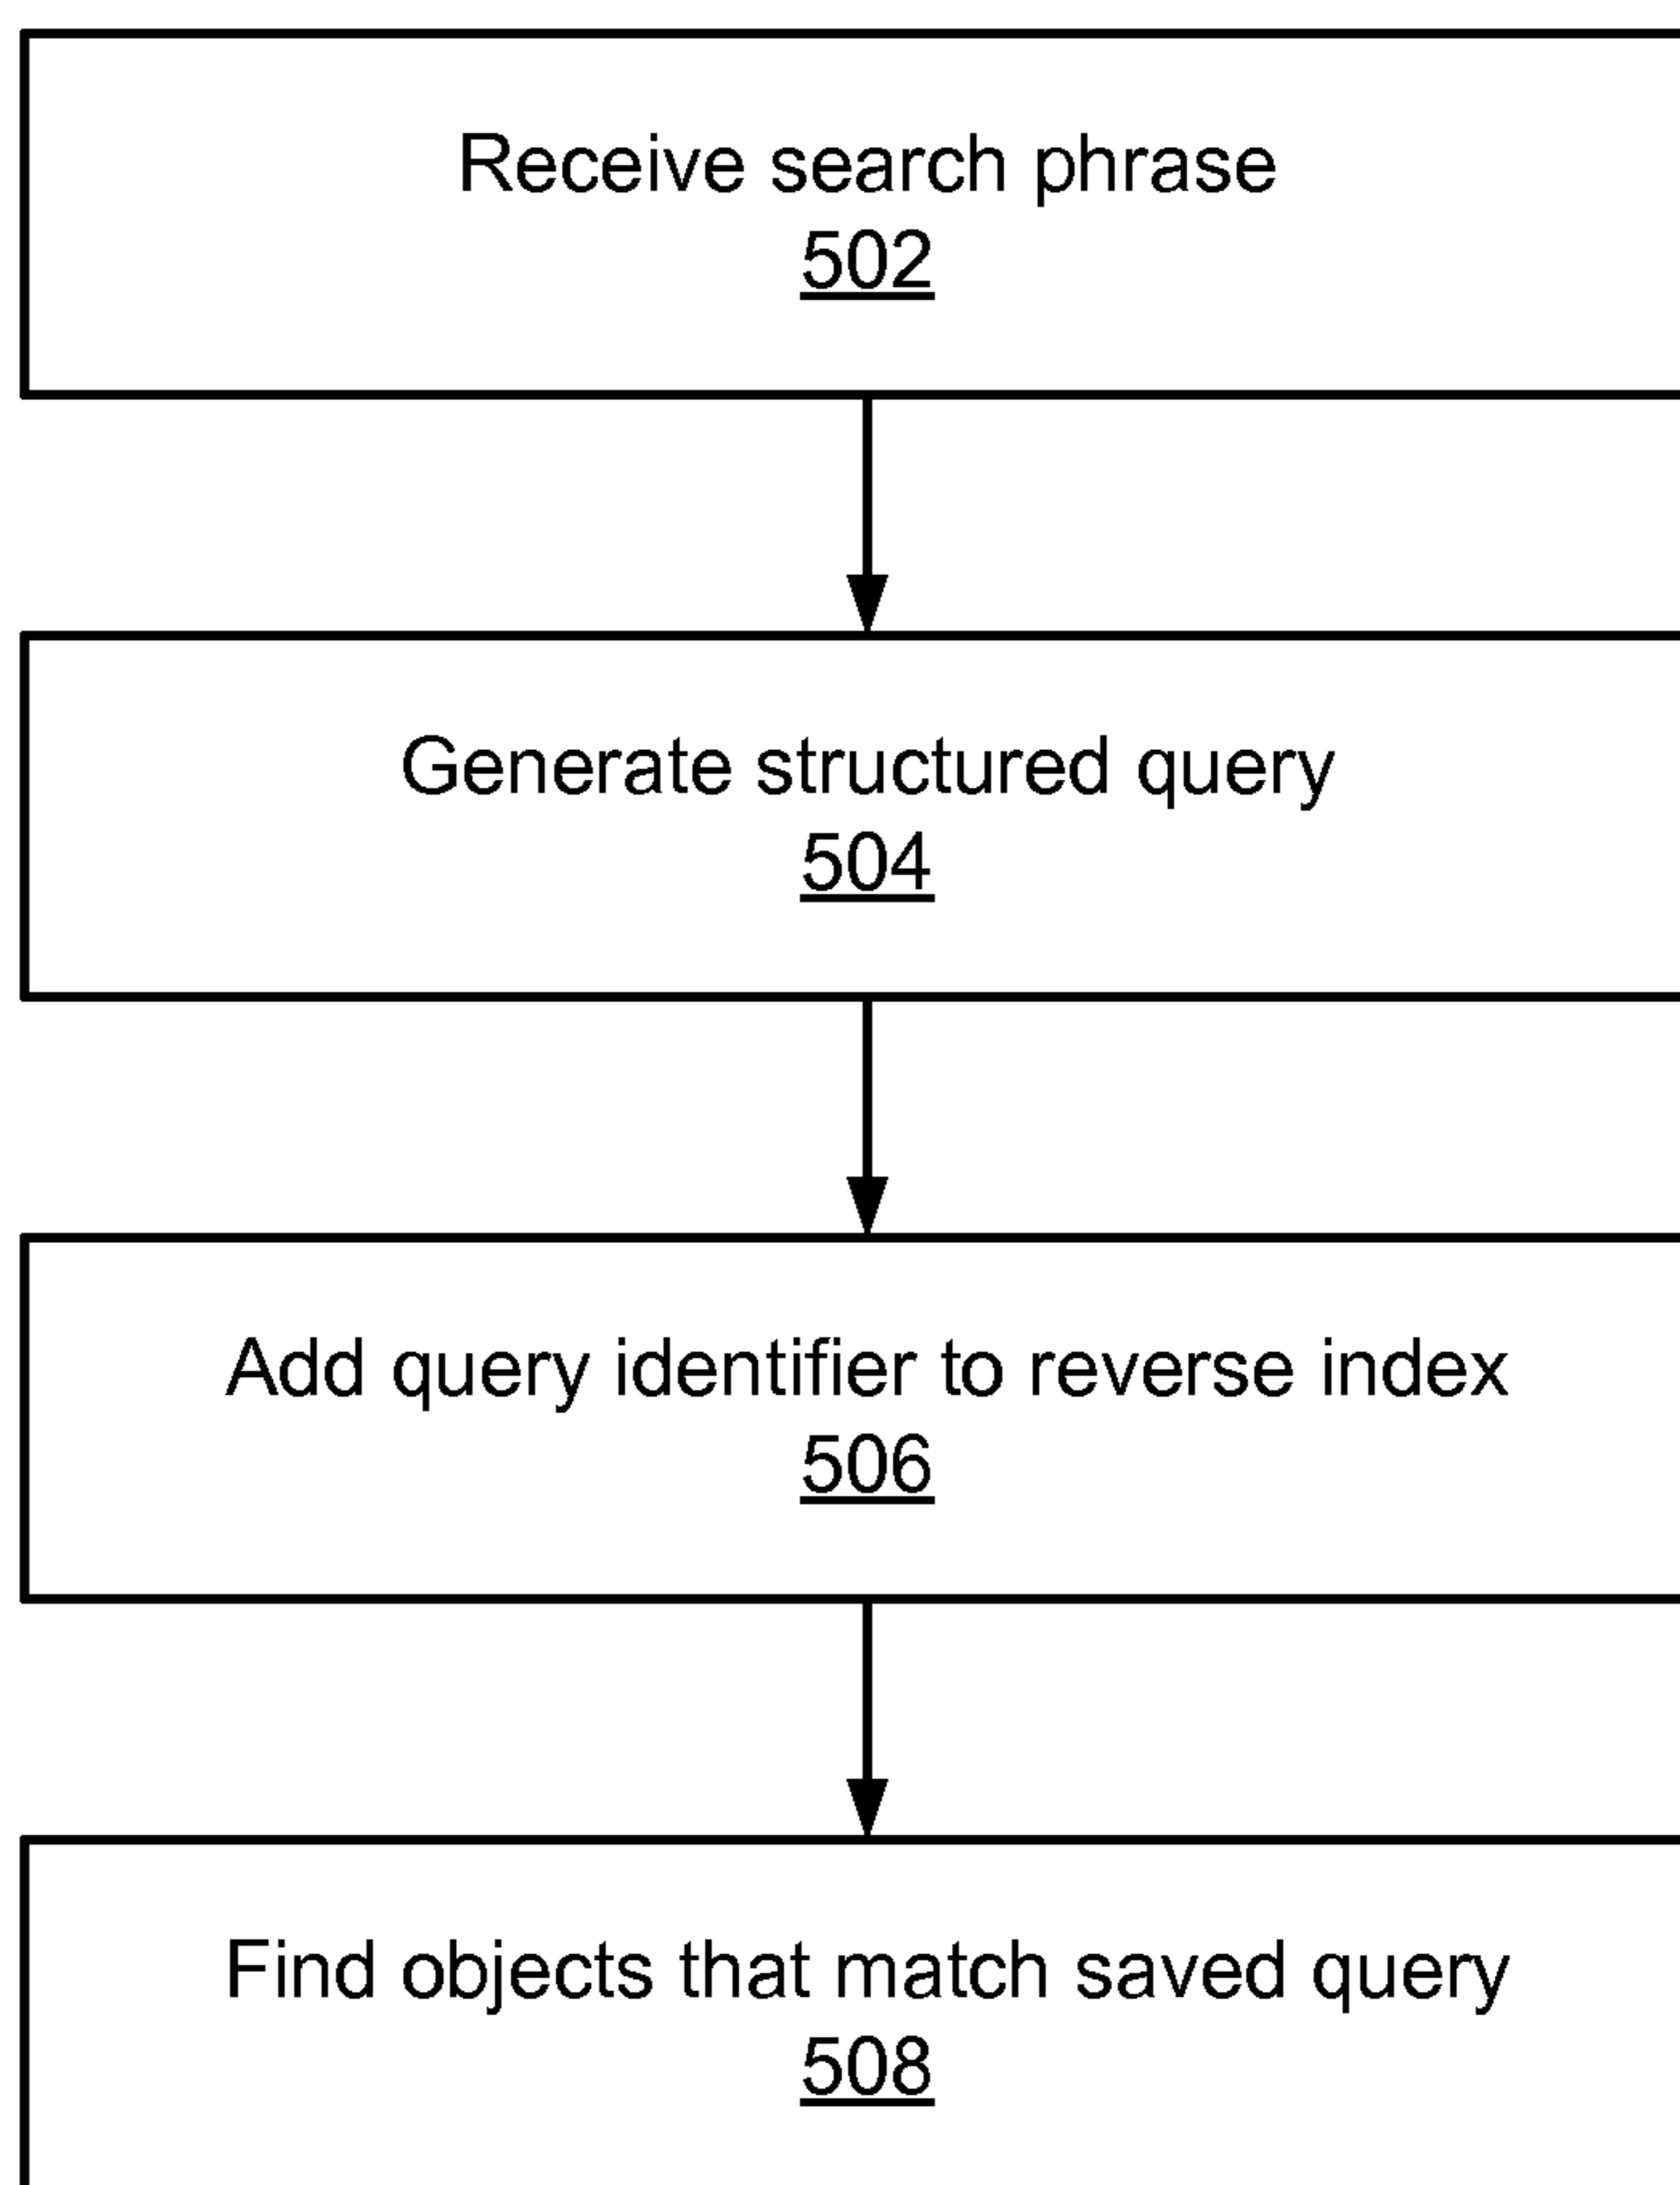 Receive search phrase
502
Generate structured query
504
Add query identifier to reverse index
506
Find objects that match saved query
508